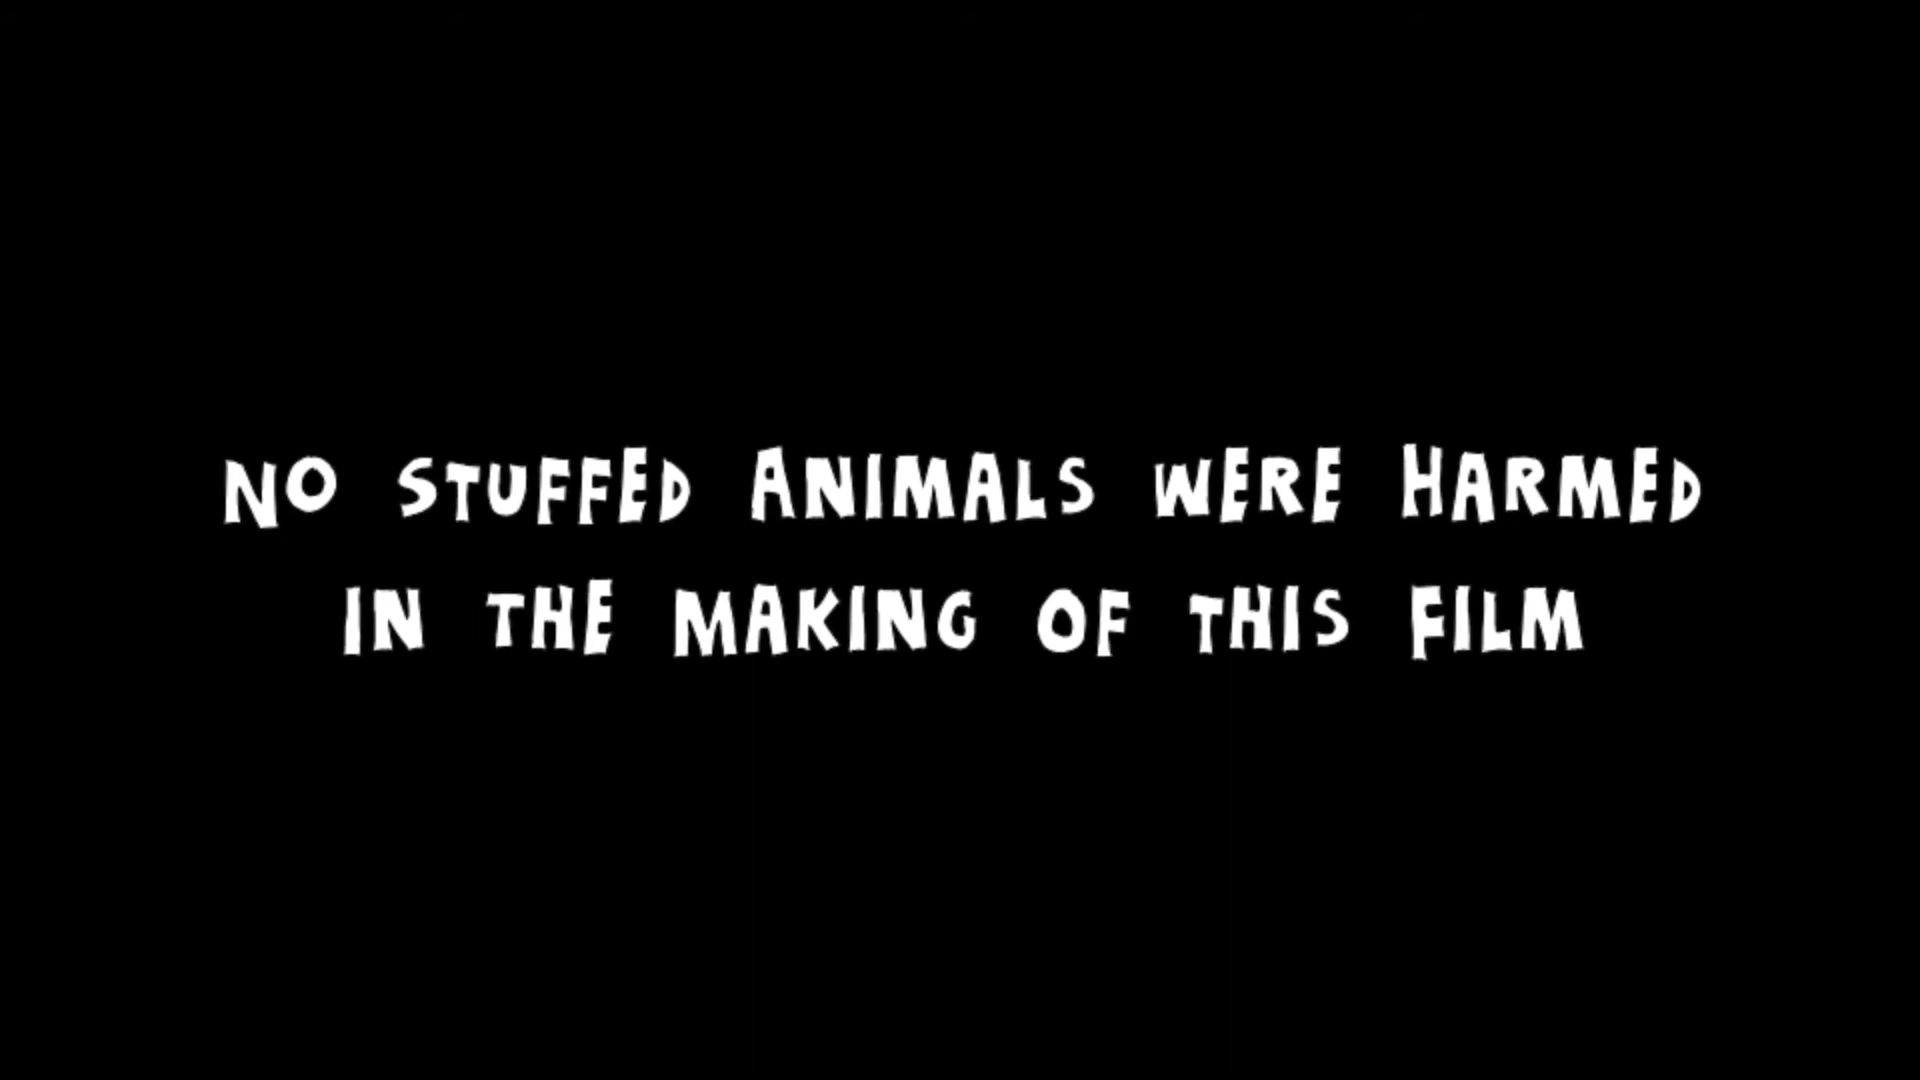 NO STUFFED ANIMALS WERE HARMED
IN THE MAKING OF THIS FILM